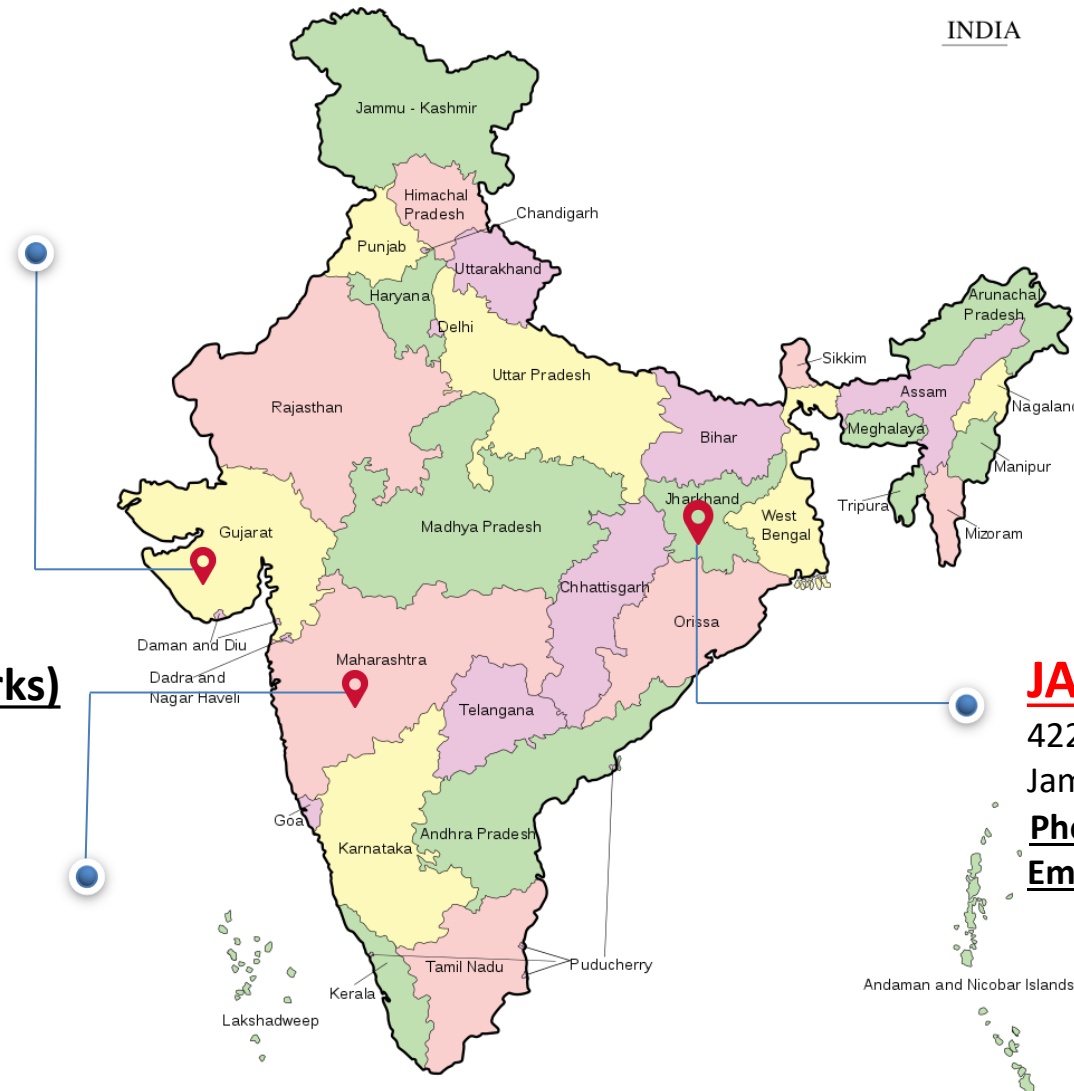 INDIA
Jammu - Kashmir
Himachal
Pradesh
Chandigarh
Punjab
Uttarakhand
Haryana
Arunachal
Pradesh
Delhi
Sikkim
Uttar Pradesh
Assam
Rajasthan
Nagaland
Meghalaya
Bihar
Manipur
Jharkhand
Tripura
West
Bengal
Madhya Pradesh
Gujarat
Mizoram
Chhattisgarh
Orissa
Daman and Diu
Maharashtra
Dadra and
Nagar Haveli
rks)
JA
Telangana
422
Jam
Goa
Pho
Andhra Pradesh
Karnataka
Em
Puducherry
Tamil Nadu
Andaman and Nicobar Islands
Kerala
Lakshadweep